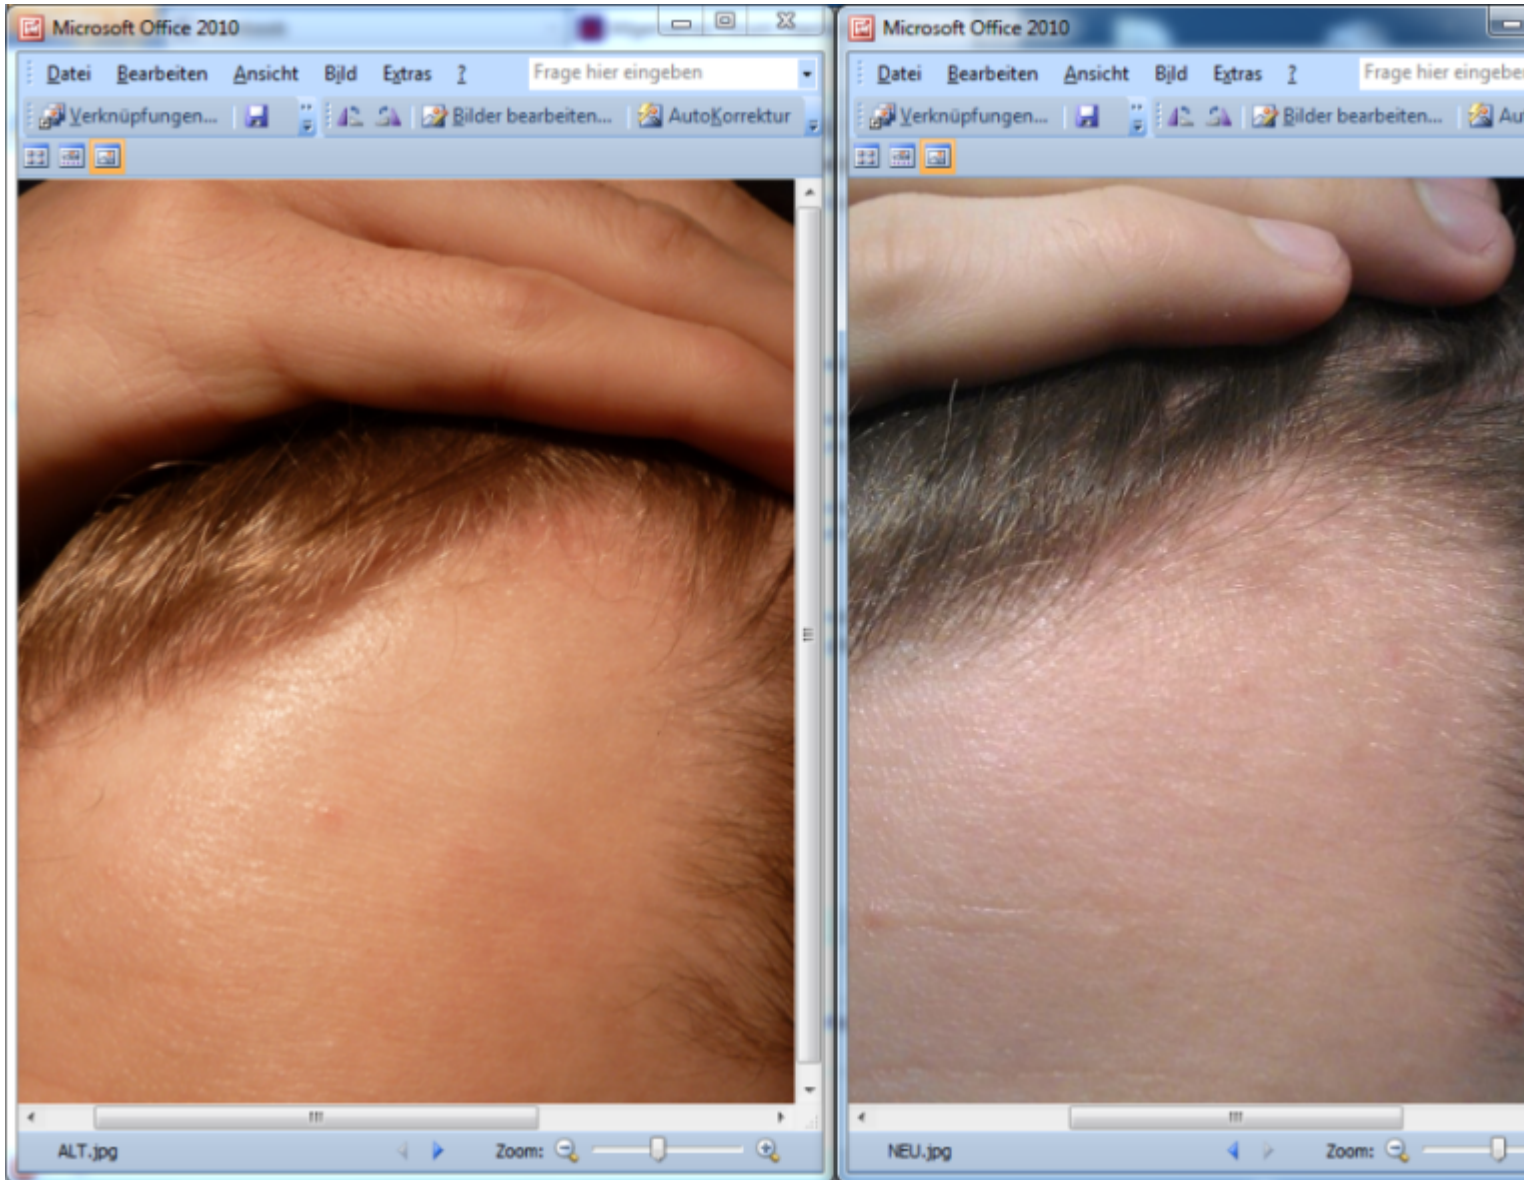 Microsoft Office 2010
Datei Bearbeiten Ansicht Bild Extras ? Frage hier eingeben
Verknüpfungen... Bilder bearbeiten... AutoKorrektur
ALT.jpg Zoom:
Microsoft Office 2010
Datei Bearbeiten Ansicht Bild Extras ? Frage hier eingeben
Verknüpfungen... Bilder bearbeiten... Au
NEU.jpg Zoom: